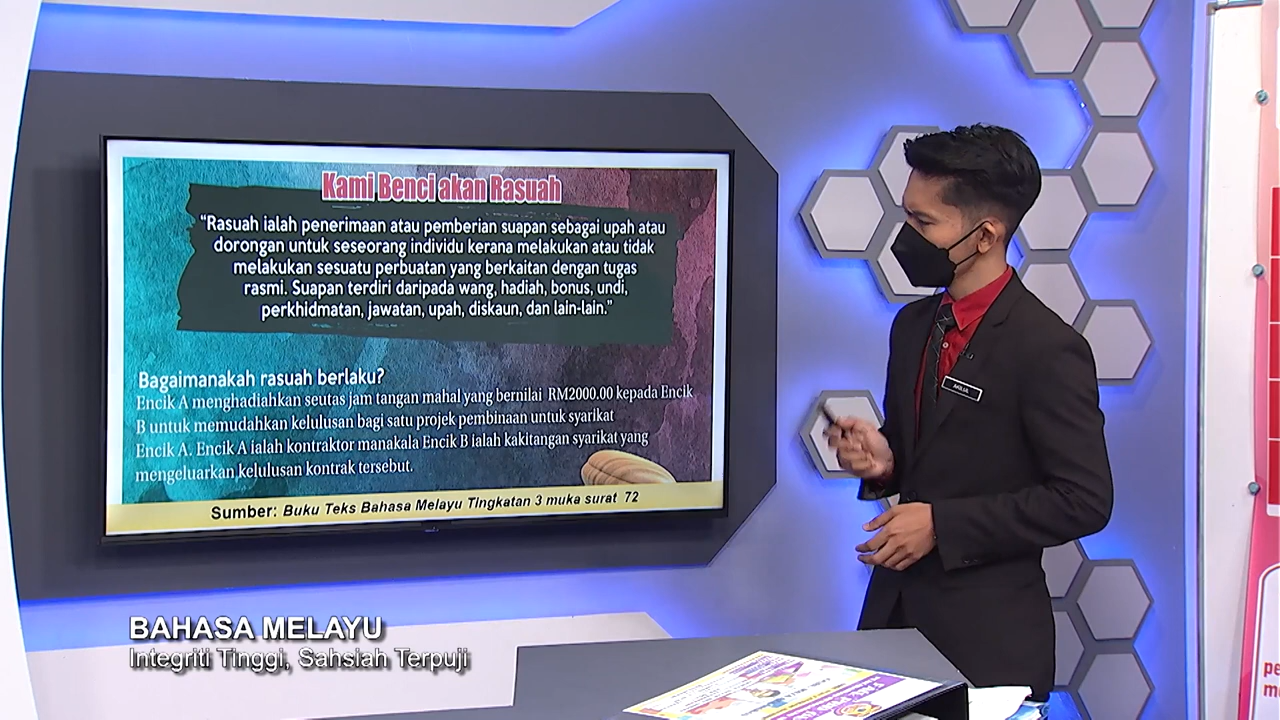 Kami Benci akan Rasuah
“Rasuah ialah penerimaan atau pemberian suapan sebagai upah atau
dorongan untuk seseorang individu kerana melakukan atau tidak
melakukan sesuatu perbuatan yang berkaitan dengan tugas
rasmi. Suapan terdiri daripada wang, hadiah, bonus, undi,
perkhidmatan, jawatan, upah, diskaun, dan lain-lain.”
Bagaimanakah rasuah berlaku?
Encik A menghadiahkan seutas jam tangan mahal yang bernilai RM2000.00 kepada Encik
B untuk memudahkan kelulusan bagi satu projek pembinaan untuk syarikat
Encik A. Encik A ialah kontraktor manakala Encik B ialah kakitangan syarikat yang
mengeluarkan kelulusan kontrak tersebut.
Sumber: Buku Teks Bahasa Melayu Tingkatan 3 muka surat 72
BAHASA MELAYU
Integriti Tinggi, Sahsiah Terpuji